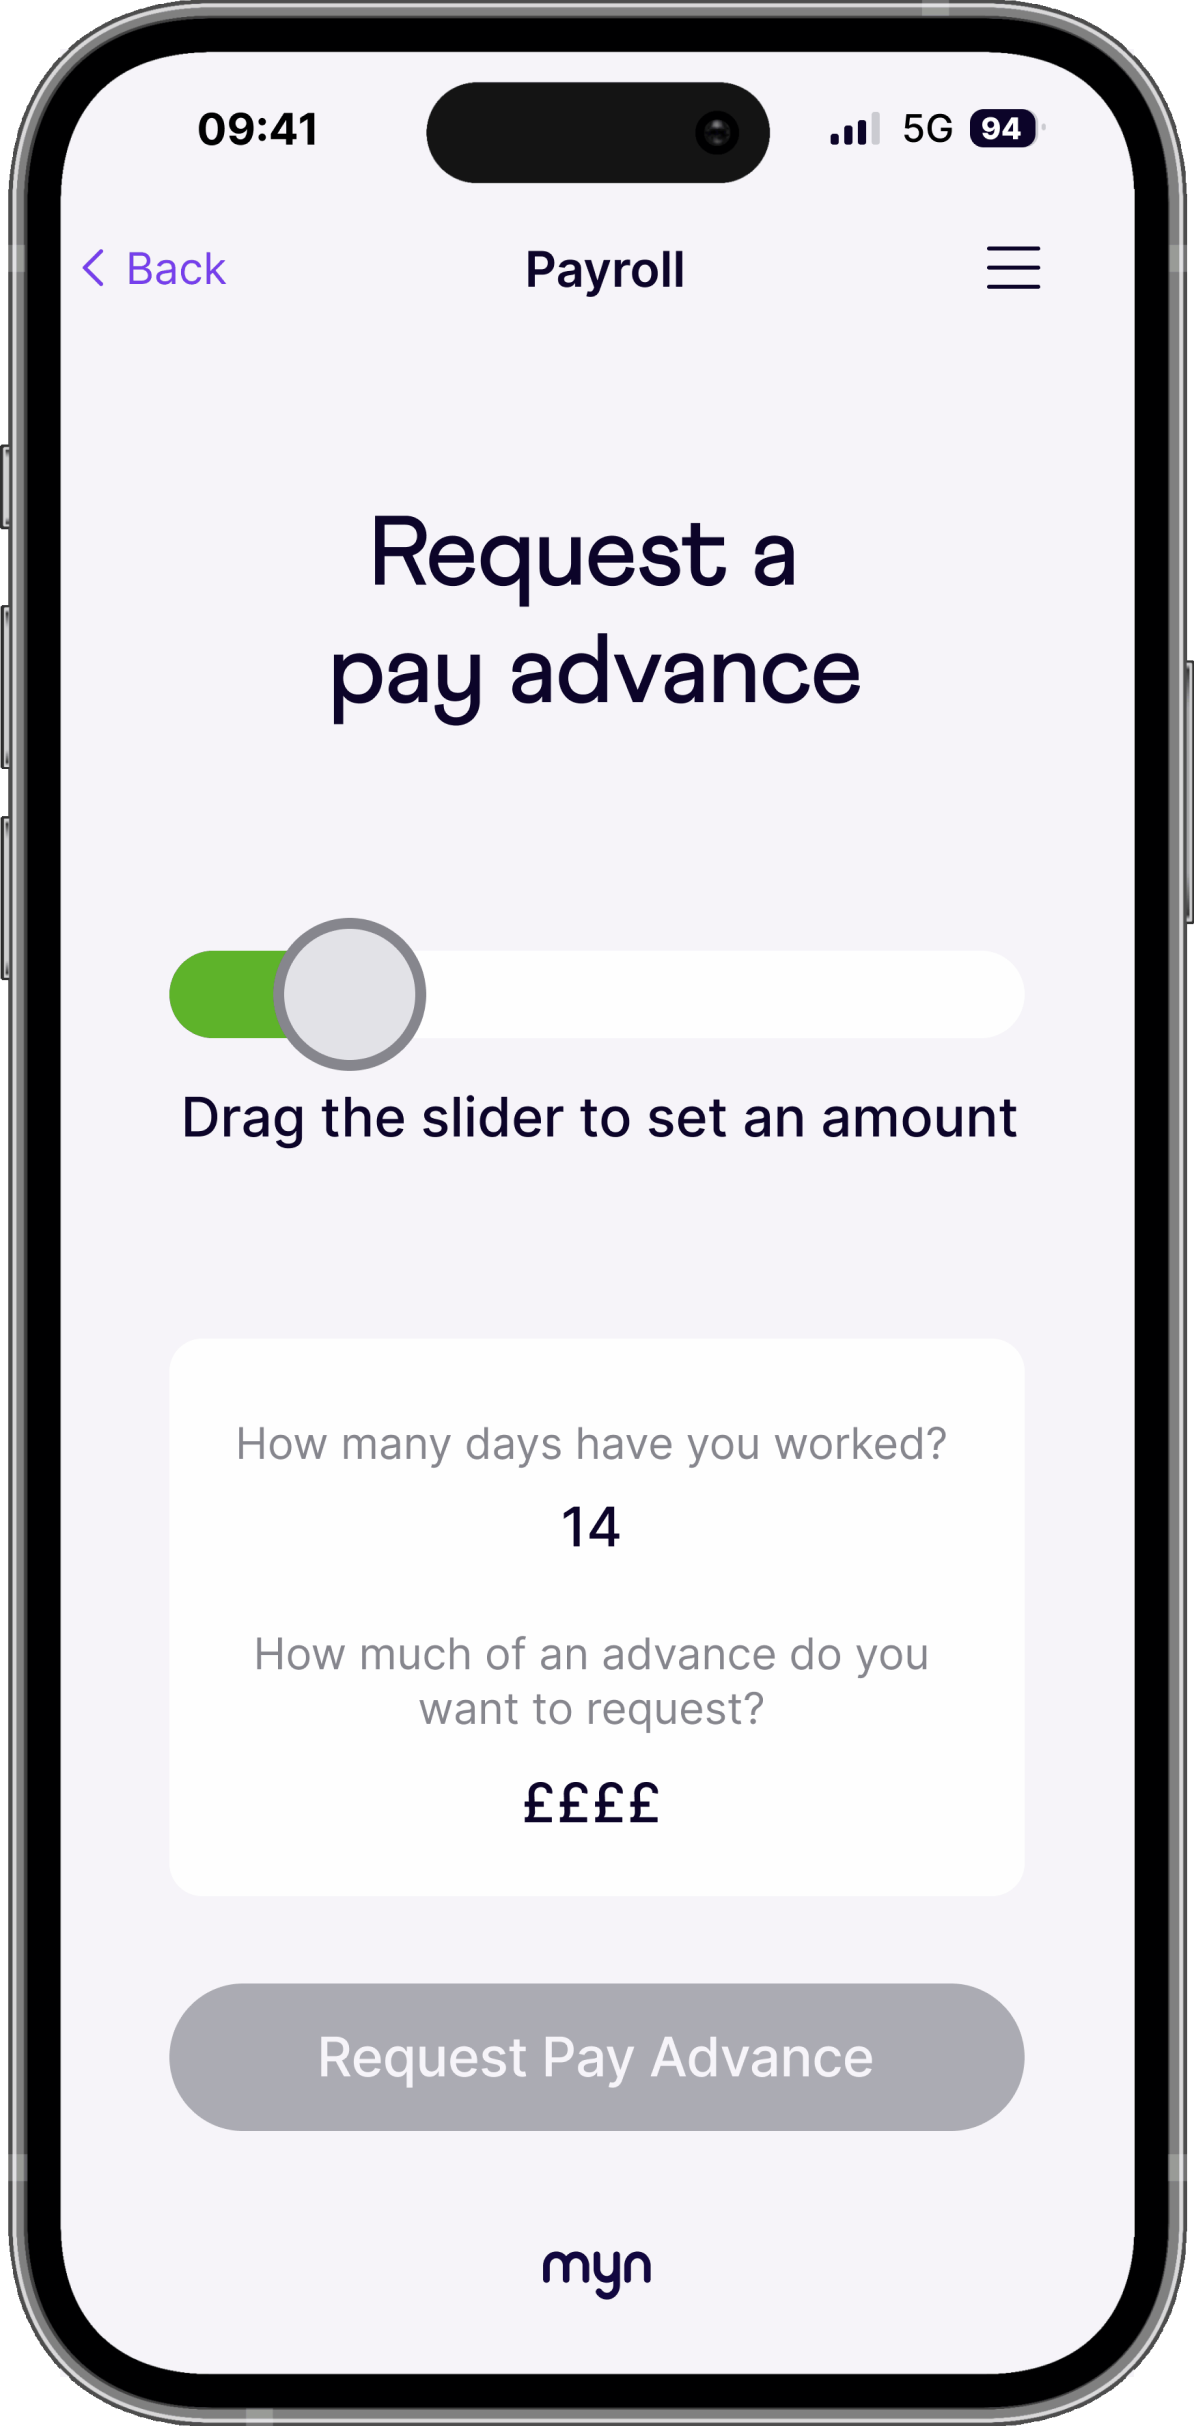 09:41
5G 94
Back
Payroll
Request a
pay advance
Drag the slider to set an amount
How many days have you worked?
14
How much of an advance do you
want to request?
££££
Request Pay Advance
myn